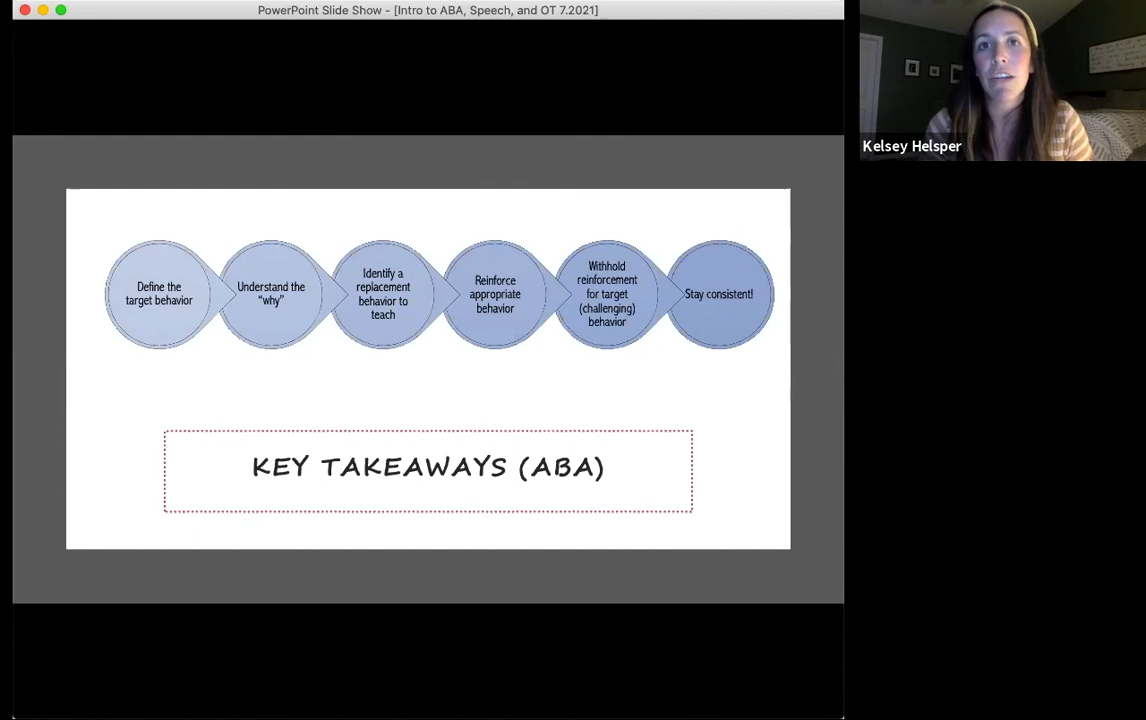 PowerPoint Slide Show - [Intro to ABA, Speech, and OT 7.2021]
Kelsey Helsper
Define the
target behavior
Understand the
“why”
Identify a
replacement
behavior to
teach
Reinforce
appropriate
behavior
Withhold
reinforcement
for target
(challenging)
behavior
Stay consistent!
KEY TAKEAWAYS (ABA)